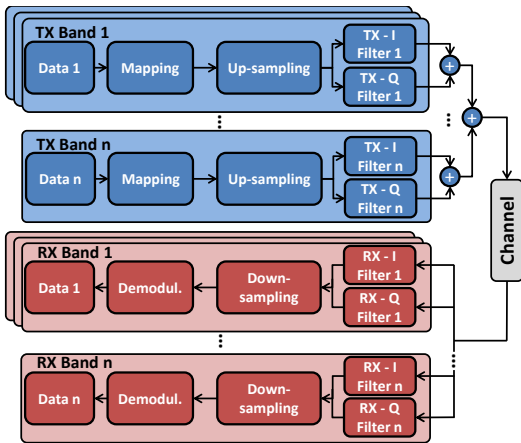 TX Band 1
Data 1
Mapping
Up-sampling
TX - I
Filter 1
TX - Q
Filter 1
+
+
...
...
TX Band n
Data n
Mapping
Up-sampling
TX - I
Filter n
TX - Q
Filter n
+
Channel
RX Band 1
Data 1
Demodul.
Down-
sampling
RX - I
Filter 1
RX - Q
Filter 1
...
...
RX Band n
Data n
Demodul.
Down-
sampling
RX - I
Filter n
RX - Q
Filter n